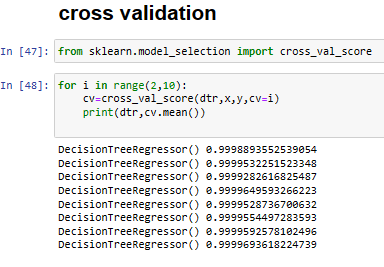 cross validation
In [47]: from sklearn.model_selection import cross_val_score
In [48]: for i in range(2,10):
cv=cross_val_score(dtr,x,y,cv=i)
print(dtr,cv.mean())
DecisionTreeRegressor() 0.9998893552539054
DecisionTreeRegressor() 0.9999532251523348
DecisionTreeRegressor() 0.9999282616825487
DecisionTreeRegressor() 0.9999649593266223
DecisionTreeRegressor() 0.9999528736700632
DecisionTreeRegressor() 0.9999554497283593
DecisionTreeRegressor() 0.9999592578102496
DecisionTreeRegressor() 0.9999693618224739